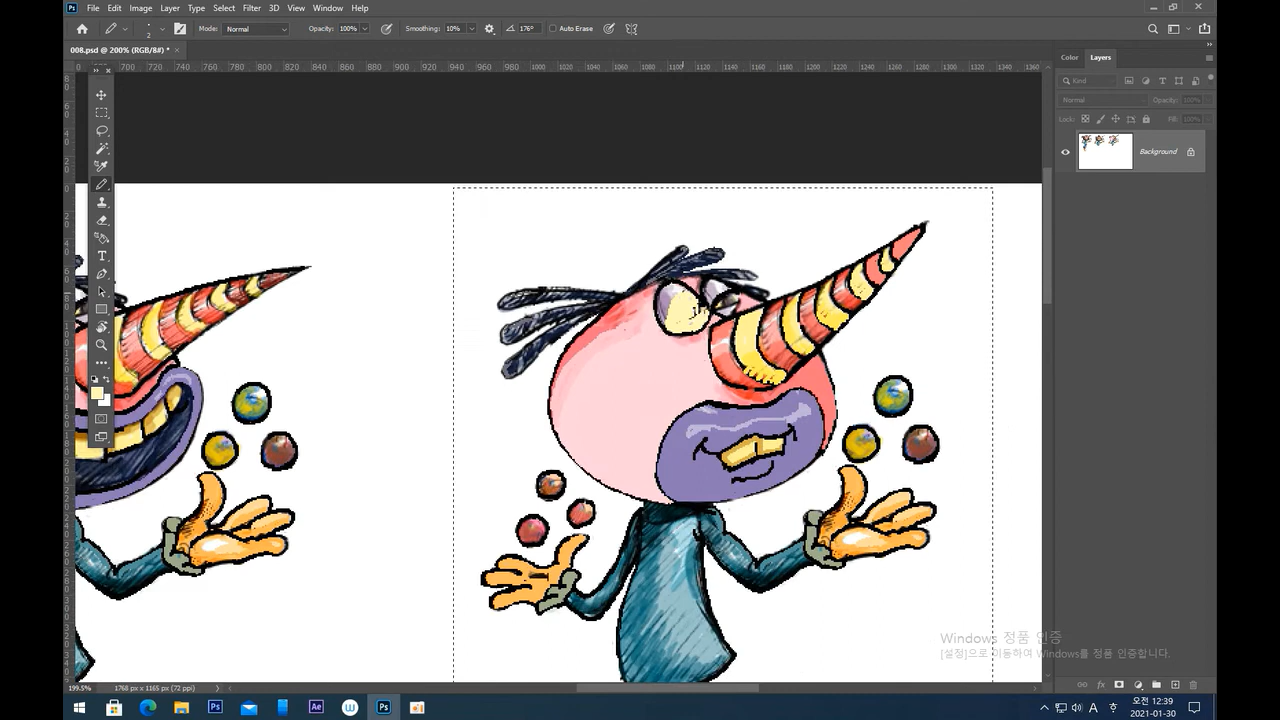 Ps File Edit Image Layer Type Select Filter 3D View Window Help
2 Mode: Normal Opacity: 100% Smoothing: 10% 176° Auto Erase
008.psd @ 200% (RGB/8#) * ×
700 720 740 760 780 800 820 840 860 880 900 920 940 960 980 1000 1020 1040 1060 1080 1100 1120 1140 1160 1180 1200 1220 1240 1260 1280 1300 1320 1340 1360
Color Layers
Kind
Normal Opacity: 100%
Lock: Fill: 100%
Background
Windows 정품 인증
[설정]으로 이동하여 Windows를 정품 인증합니다.
199.5% 1768 px x 1165 px (72 ppi)
Ps Ae W Ps A 오전 12:39
2021-01-30